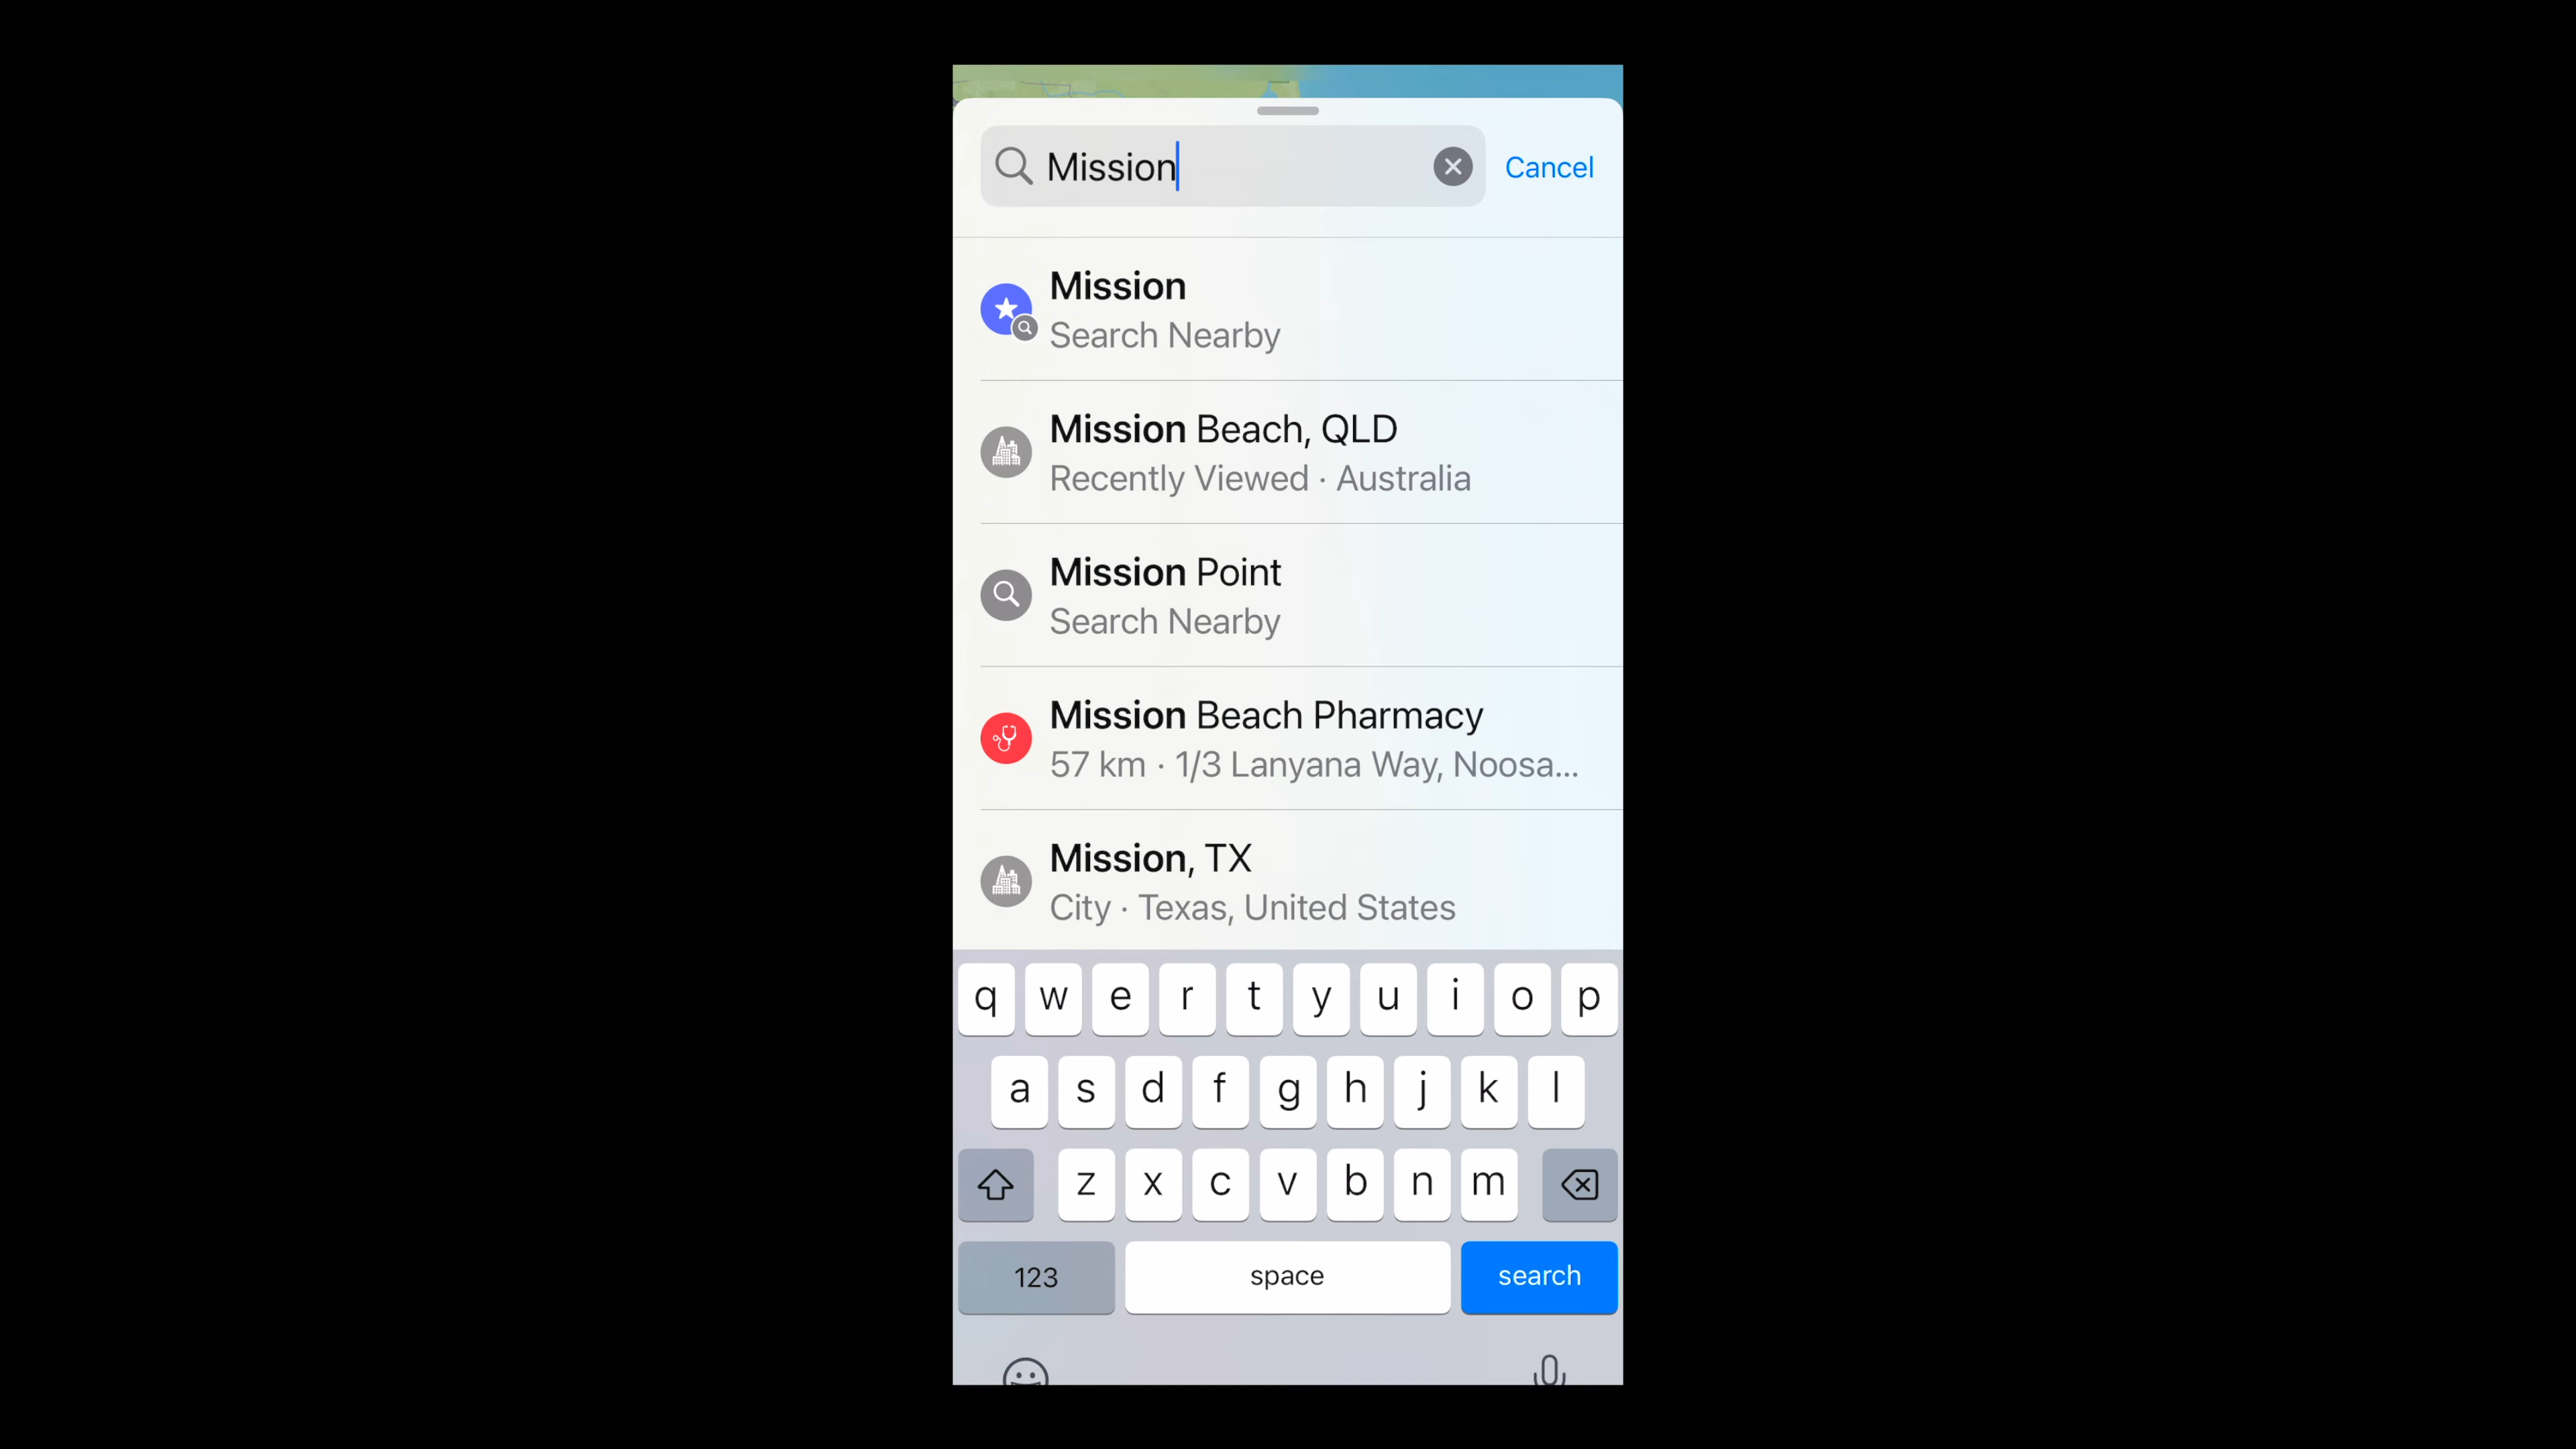 Mission
Cancel
Mission
Search Nearby
Mission Beach, QLD
Recently Viewed · Australia
Mission Point
Search Nearby
Mission Beach Pharmacy
57 km · 1/3 Lanyana Way, Noosa...
Mission, TX
City · Texas, United States
q w e r t y u i o p
a s d f g h j k l
z x c v b n m
123 space search